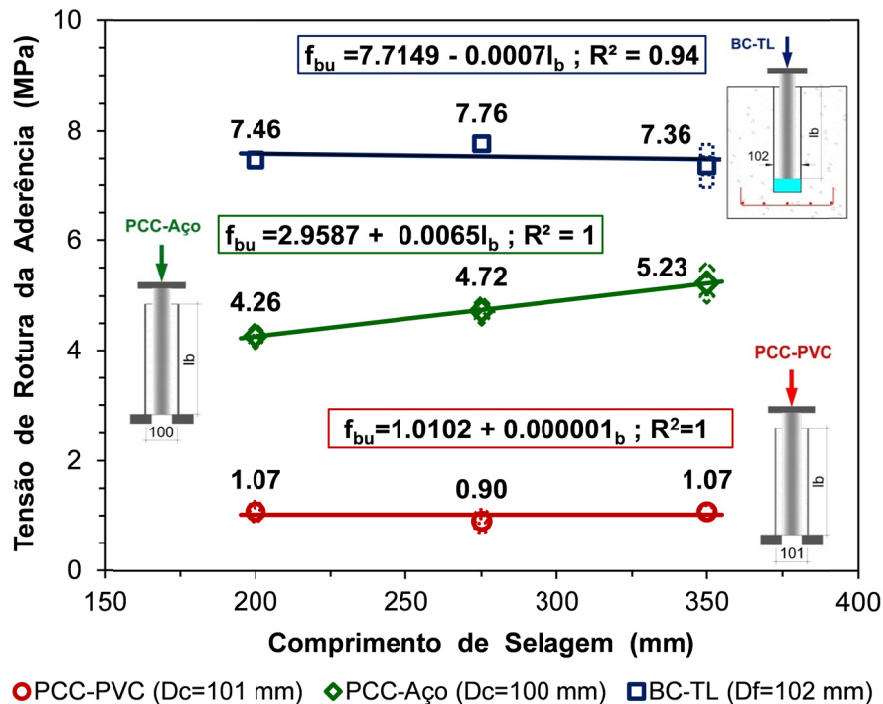 Tensão de Rotura da Aderência (MPa)
10
8
6
4
2
0
f_bu =7.7149 - 0.0007l_b ; R² = 0.94
7.46
7.76
7.36
BC-TL
lb
102
PCC-Aço
lb
100
f_bu=2.9587 + 0.0065l_b ; R² = 1
4.26
4.72
5.23
PCC-PVC
lb
101
f_bu=1.0102 + 0.000001_b ; R²=1
1.07
0.90
1.07
150 200 250 300 350 400
Comprimento de Selagem (mm)
PCC-PVC (Dc=101 mm) PCC-Aço (Dc=100 mm) BC-TL (Df=102 mm)